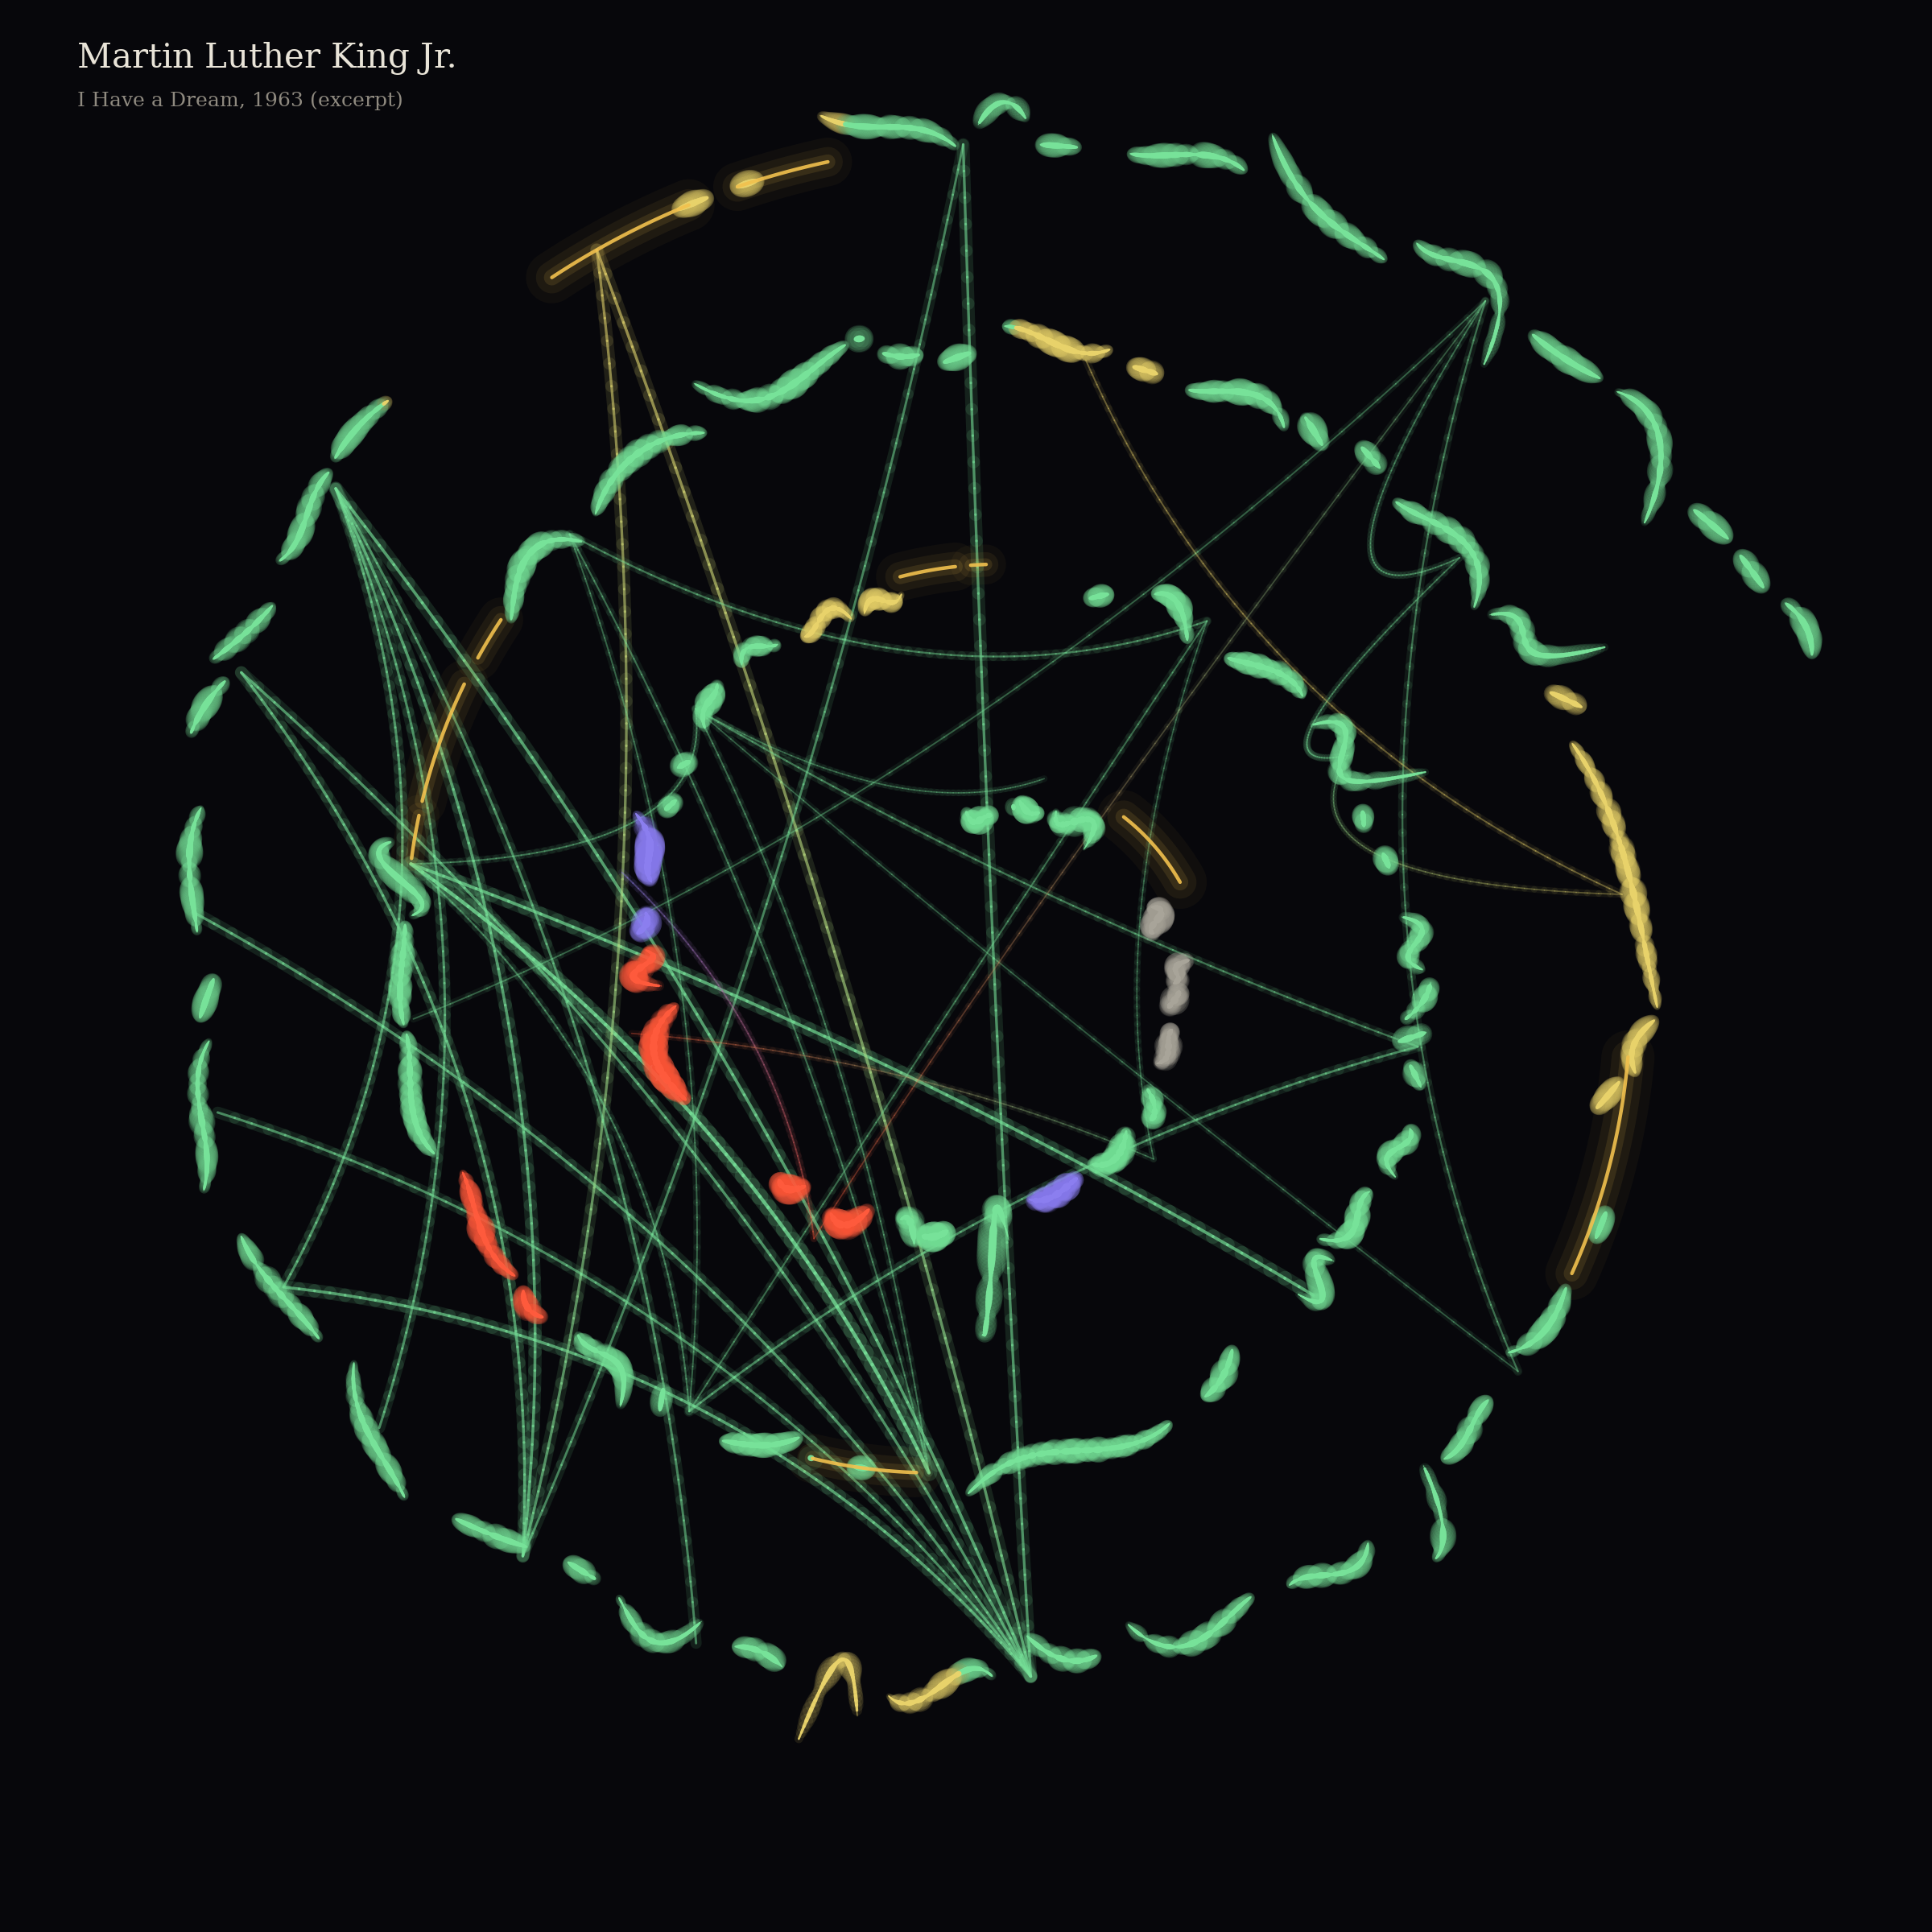 Martin Luther King Jr.
I Have a Dream, 1963 (excerpt)